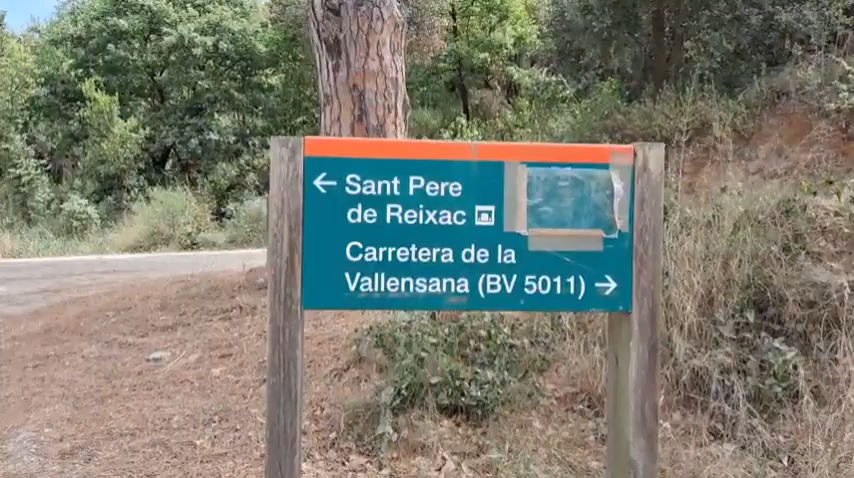 ← Sant Pere
de Reixac
Carretera de la
Vallensana (BV 5011) →